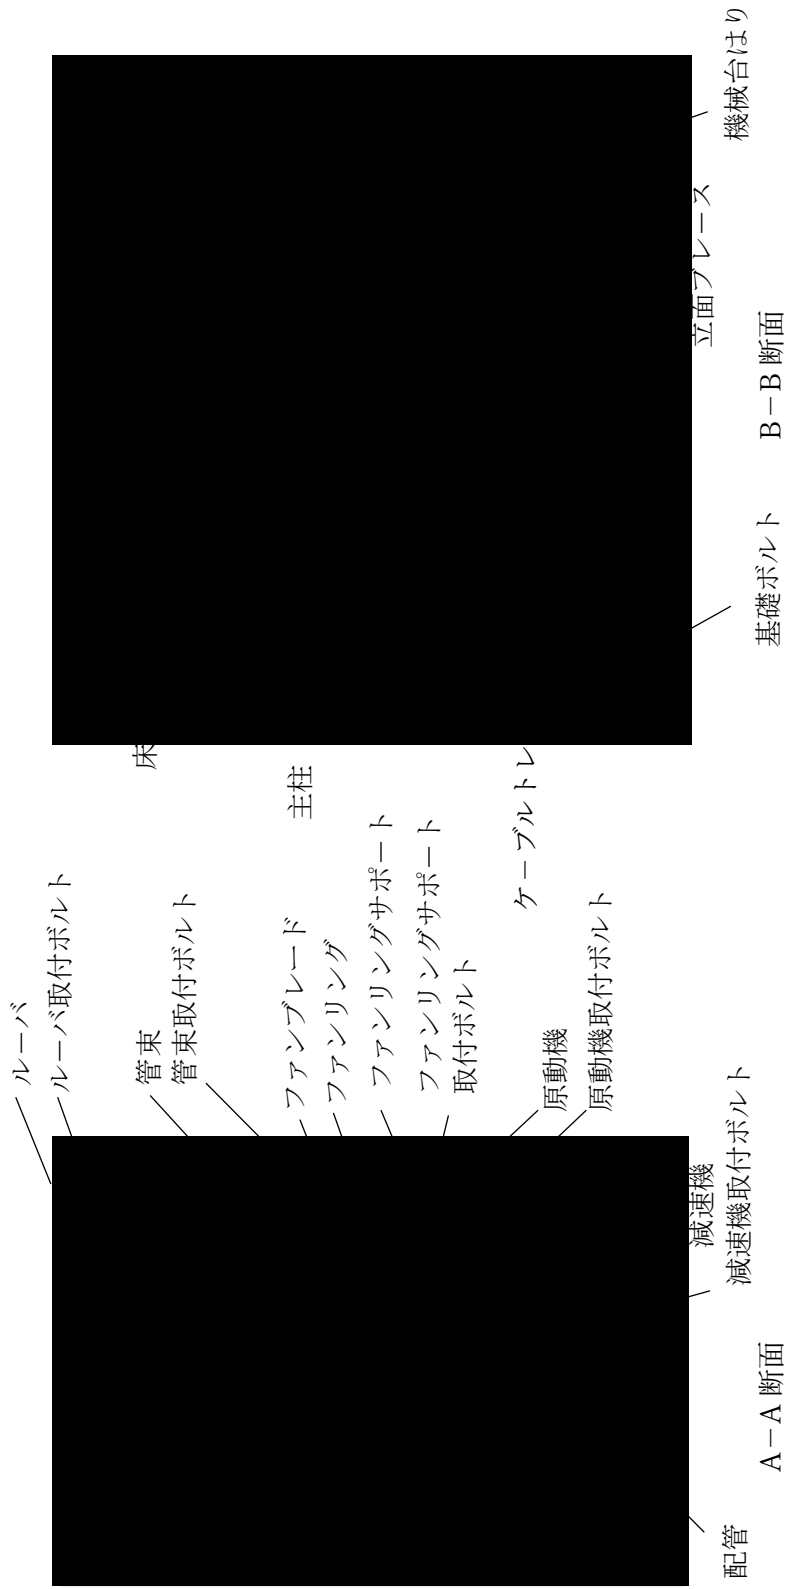 ルーバ
ルーバ取付ボルト
管束
管束取付ボルト
ファンブレード
ファンリング
ファンリングサポート
ファンリングサポート
取付ボルト
原動機
原動機取付ボルト
減速機
減速機取付ボルト
配管
A－A 断面
床
主柱
ケーブルトレ
立面ブレース
基礎ボルト
機械台はり
B－B 断面